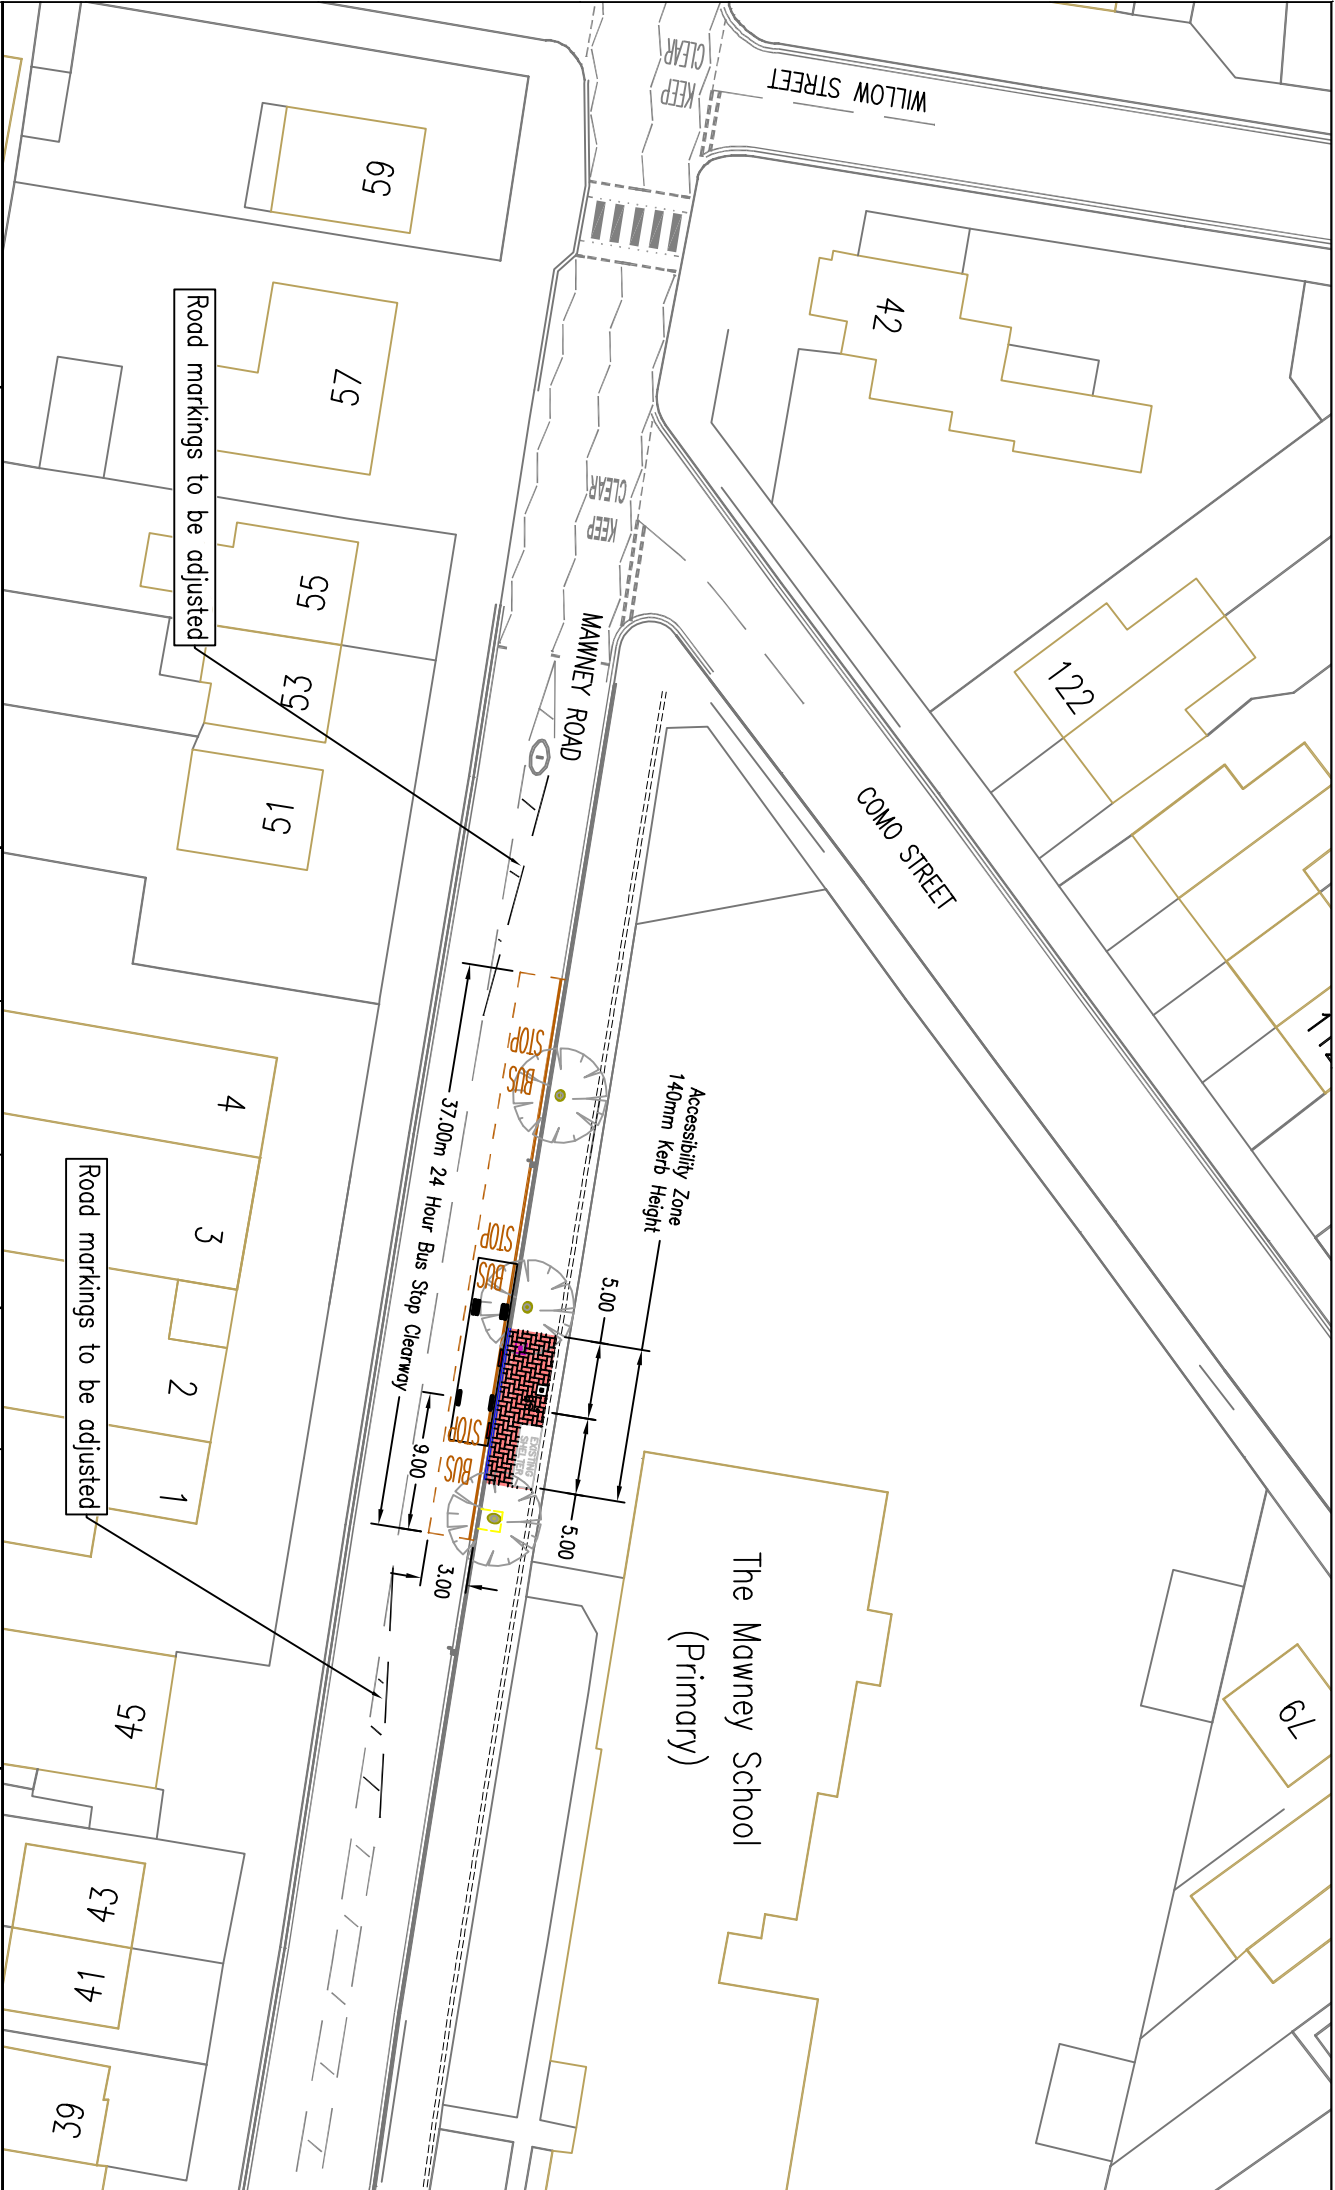 CLEAR
KEEP
WILLOW STREET
59
42
57
Road markings to be adjusted
CLEAR
KEEP
55
MAWNEY ROAD
122
53
51
COMO STREET
STOP
BUS
4
Accessibility Zone
140mm Kerb Height
37.00m 24 Hour Bus Stop Clearway
3
STOP
BUS
5.00
2
Road markings to be adjusted
STOP
BUS
9.00
EXISTING
SHELTER
1
5.00
3.00
The Mawney School
(Primary)
45
79
43
41
39